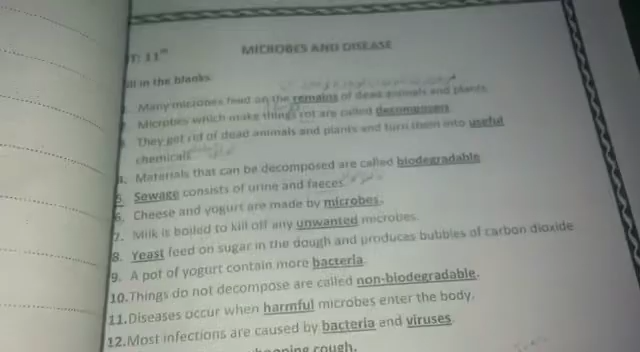 T: 11th
MICROBES AND DISEASE
ill in the blanks.
Many microbes feed on the remains of dead animals and plants
Microbes which make things rot are called decomposers
They get rid of dead animals and plants and turn them into useful
chemicals
4. Materials that can be decomposed are called biodegradable
5. Sewage consists of urine and faeces.
6. Cheese and yogurt are made by microbes.
7. Milk is boiled to kill off any unwanted microbes.
8. Yeast feed on sugar in the dough and produces bubbles of carbon dioxide
9. A pot of yogurt contain more bacteria.
10.Things do not decompose are called non-biodegradable.
11.Diseases occur when harmful microbes enter the body.
12.Most infections are caused by bacteria and viruses.
cough.